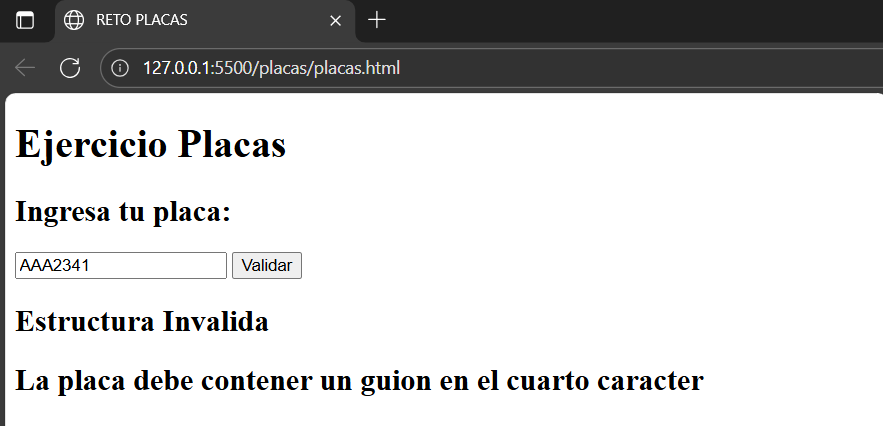 RETO PLACAS
127.0.0.1:5500/placas/placas.html
Ejercicio Placas
Ingresa tu placa:
AAA2341 Validar
Estructura Invalida
La placa debe contener un guion en el cuarto caracter